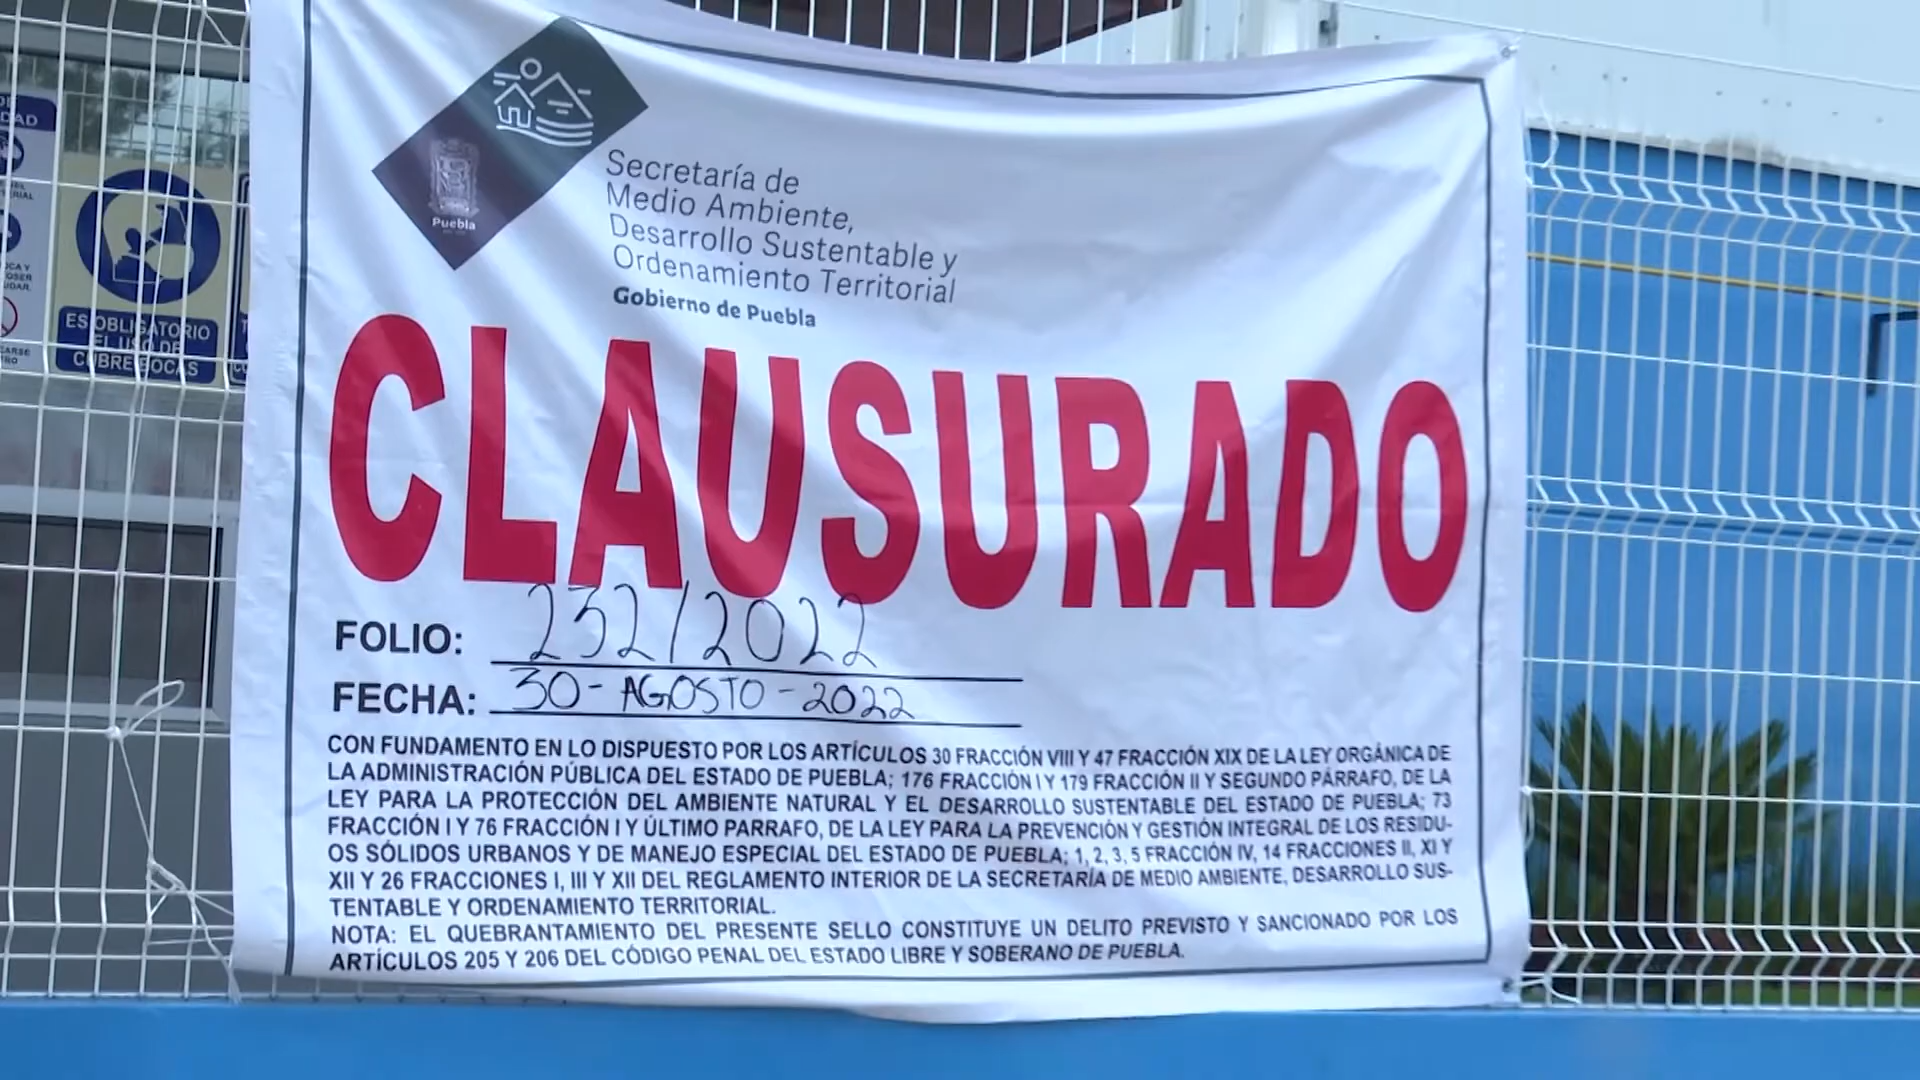 DAD
ES OBLIGATORIO
EL USO DE
CUBRE BOCAS
Puebla
Secretaría de
Medio Ambiente,
Desarrollo Sustentable y
Ordenamiento Territorial
Gobierno de Puebla
CLAUSURADO
FOLIO: 232/2022
FECHA: 30-AGOSTO-2022
CON FUNDAMENTO EN LO DISPUESTO POR LOS ARTÍCULOS 30 FRACCIÓN VIII Y 47 FRACCIÓN XIX DE LA LEY ORGÁNICA DE
LA ADMINISTRACIÓN PÚBLICA DEL ESTADO DE PUEBLA; 176 FRACCIÓN I Y 179 FRACCIÓN II Y SEGUNDO PÁRRAFO, DE LA
LEY PARA LA PROTECCIÓN DEL AMBIENTE NATURAL Y EL DESARROLLO SUSTENTABLE DEL ESTADO DE PUEBLA; 73
FRACCIÓN I Y 76 FRACCIÓN I Y ÚLTIMO PARRAFO, DE LA LEY PARA LA PREVENCIÓN Y GESTIÓN INTEGRAL DE LOS RESIDU-
OS SÓLIDOS URBANOS Y DE MANEJO ESPECIAL DEL ESTADO DE PUEBLA; 1, 2, 3, 5 FRACCIÓN IV, 14 FRACCIONES II, XI Y
XII Y 26 FRACCIONES I, III Y XII DEL REGLAMENTO INTERIOR DE LA SECRETARÍA DE MEDIO AMBIENTE, DESARROLLO SUS-
TENTABLE Y ORDENAMIENTO TERRITORIAL.
NOTA: EL QUEBRANTAMIENTO DEL PRESENTE SELLO CONSTITUYE UN DELITO PREVISTO Y SANCIONADO POR LOS
ARTÍCULOS 205 Y 206 DEL CÓDIGO PENAL DEL ESTADO LIBRE Y SOBERANO DE PUEBLA.